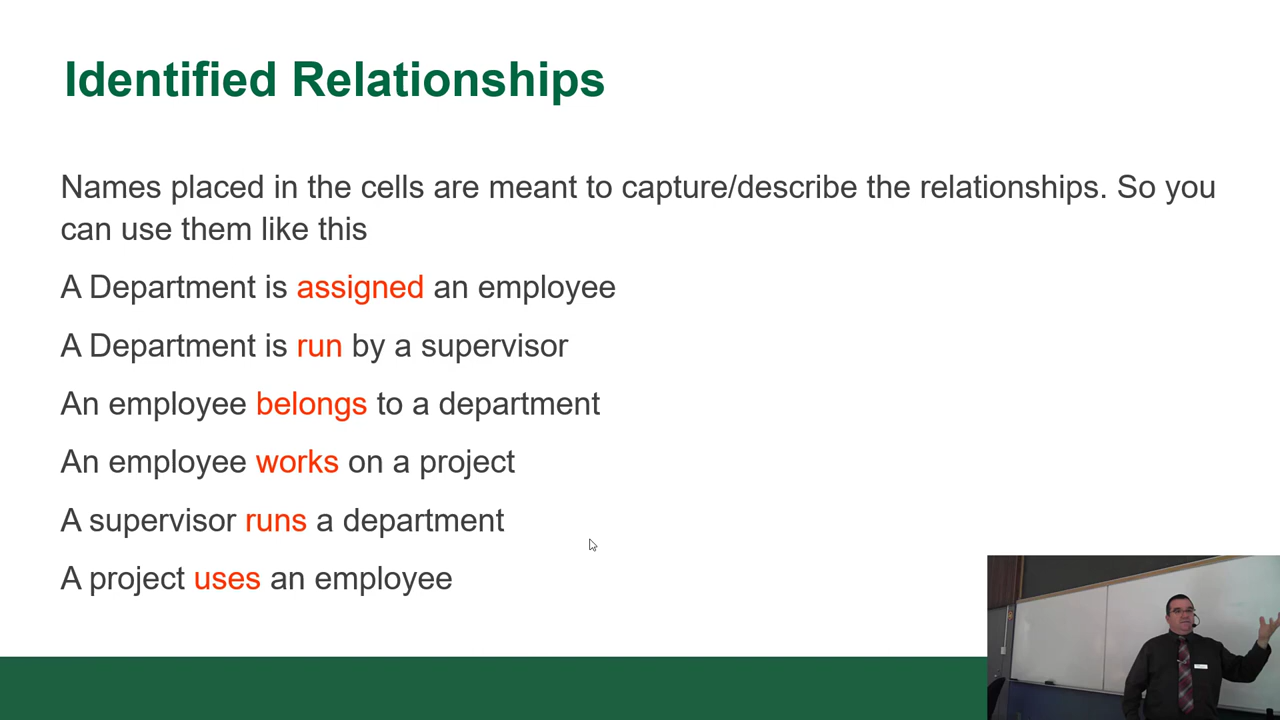 Identified Relationships
Names placed in the cells are meant to capture/describe the relationships. So you
can use them like this
A Department is assigned an employee
A Department is run by a supervisor
An employee belongs to a department
An employee works on a project
A supervisor runs a department
A project uses an employee